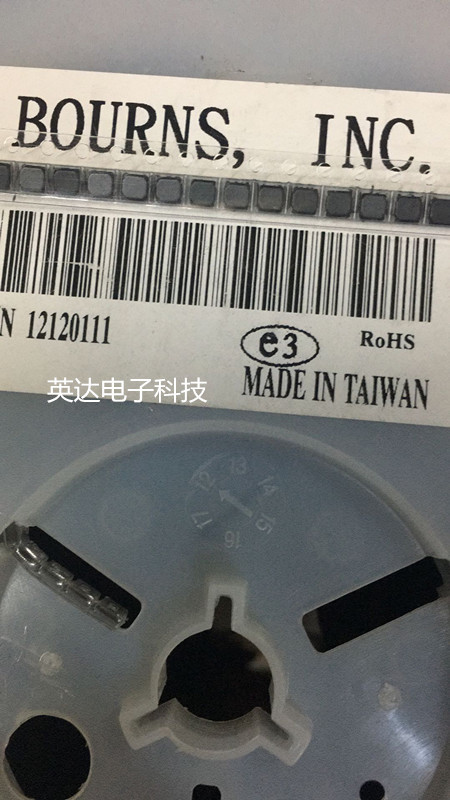 BOURNS, INC.
N 12120111
e3
RoHS
MADE IN TAIWAN
英达电子科技
13
12
14
15
17
16